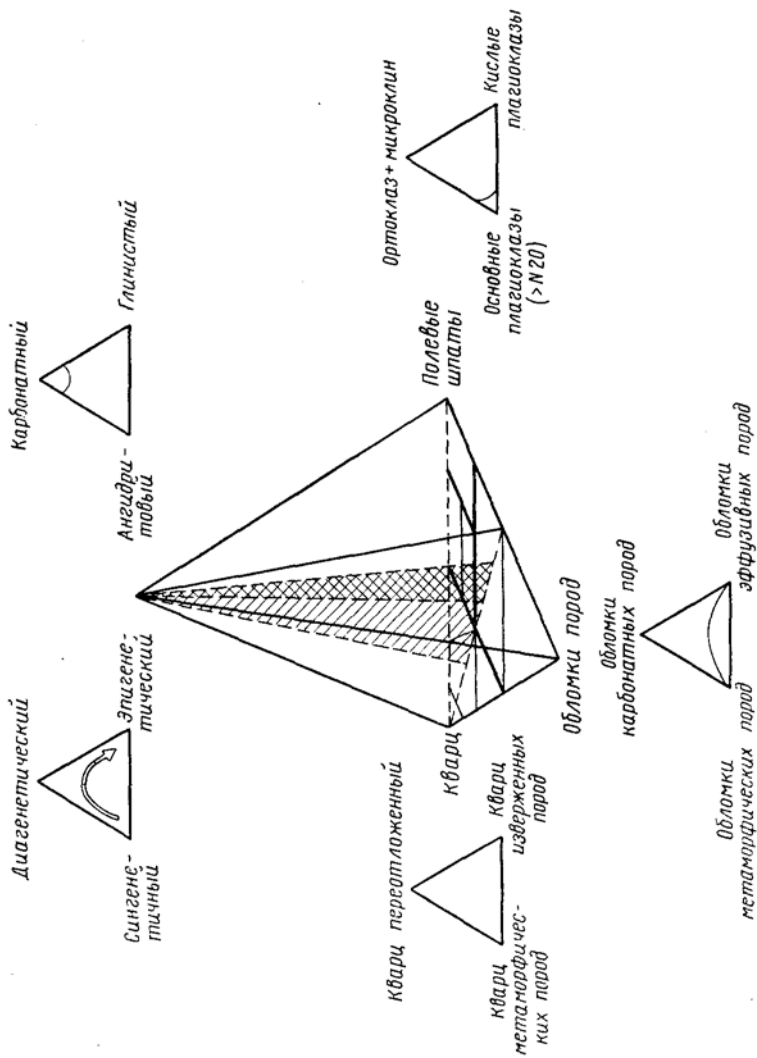 Диагенетический
Сингене-
тичный
Эпигене-
тический
Карбонатный
Ангидри-
товый
Глинистый
Кварц переотложенный
Кварц
метаморфичес-
ких пород
Кварц
изверженных
пород
Кварц
Обломки пород
Полевые
шпаты
Ортоклаз + микроклин
Основные
плагиоклазы
(>N20)
Кислые
плагиоклазы
Обломки
карбонатных пород
Обломки
метаморфических пород
Обломки
эффузивных пород